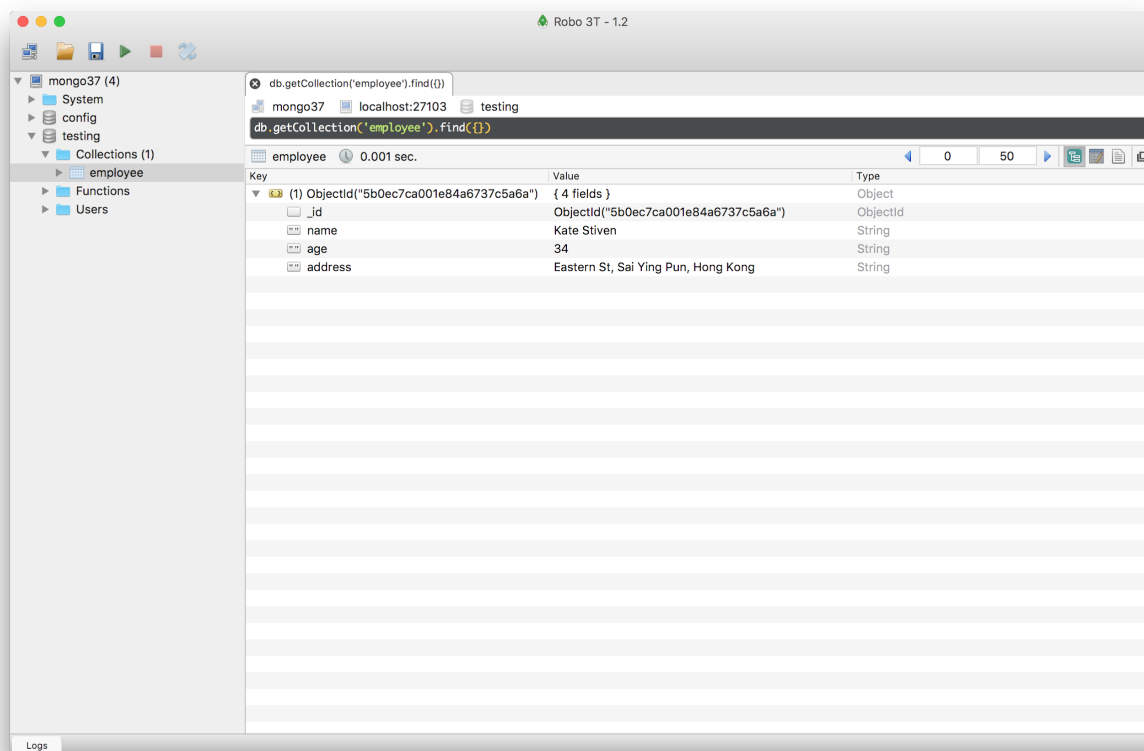 Robo 3T - 1.2
mongo37 (4)
System
config
testing
Collections (1)
employee
Functions
Users
db.getCollection('employee').find({})
mongo37 localhost:27103 testing
db.getCollection('employee').find({})
employee 0.001 sec. 0 50
Key Value Type
(1) ObjectId("5b0ec7ca001e84a6737c5a6a") { 4 fields } Object
_id ObjectId("5b0ec7ca001e84a6737c5a6a") ObjectId
name Kate Stiven String
age 34 String
address Eastern St, Sai Ying Pun, Hong Kong String
Logs